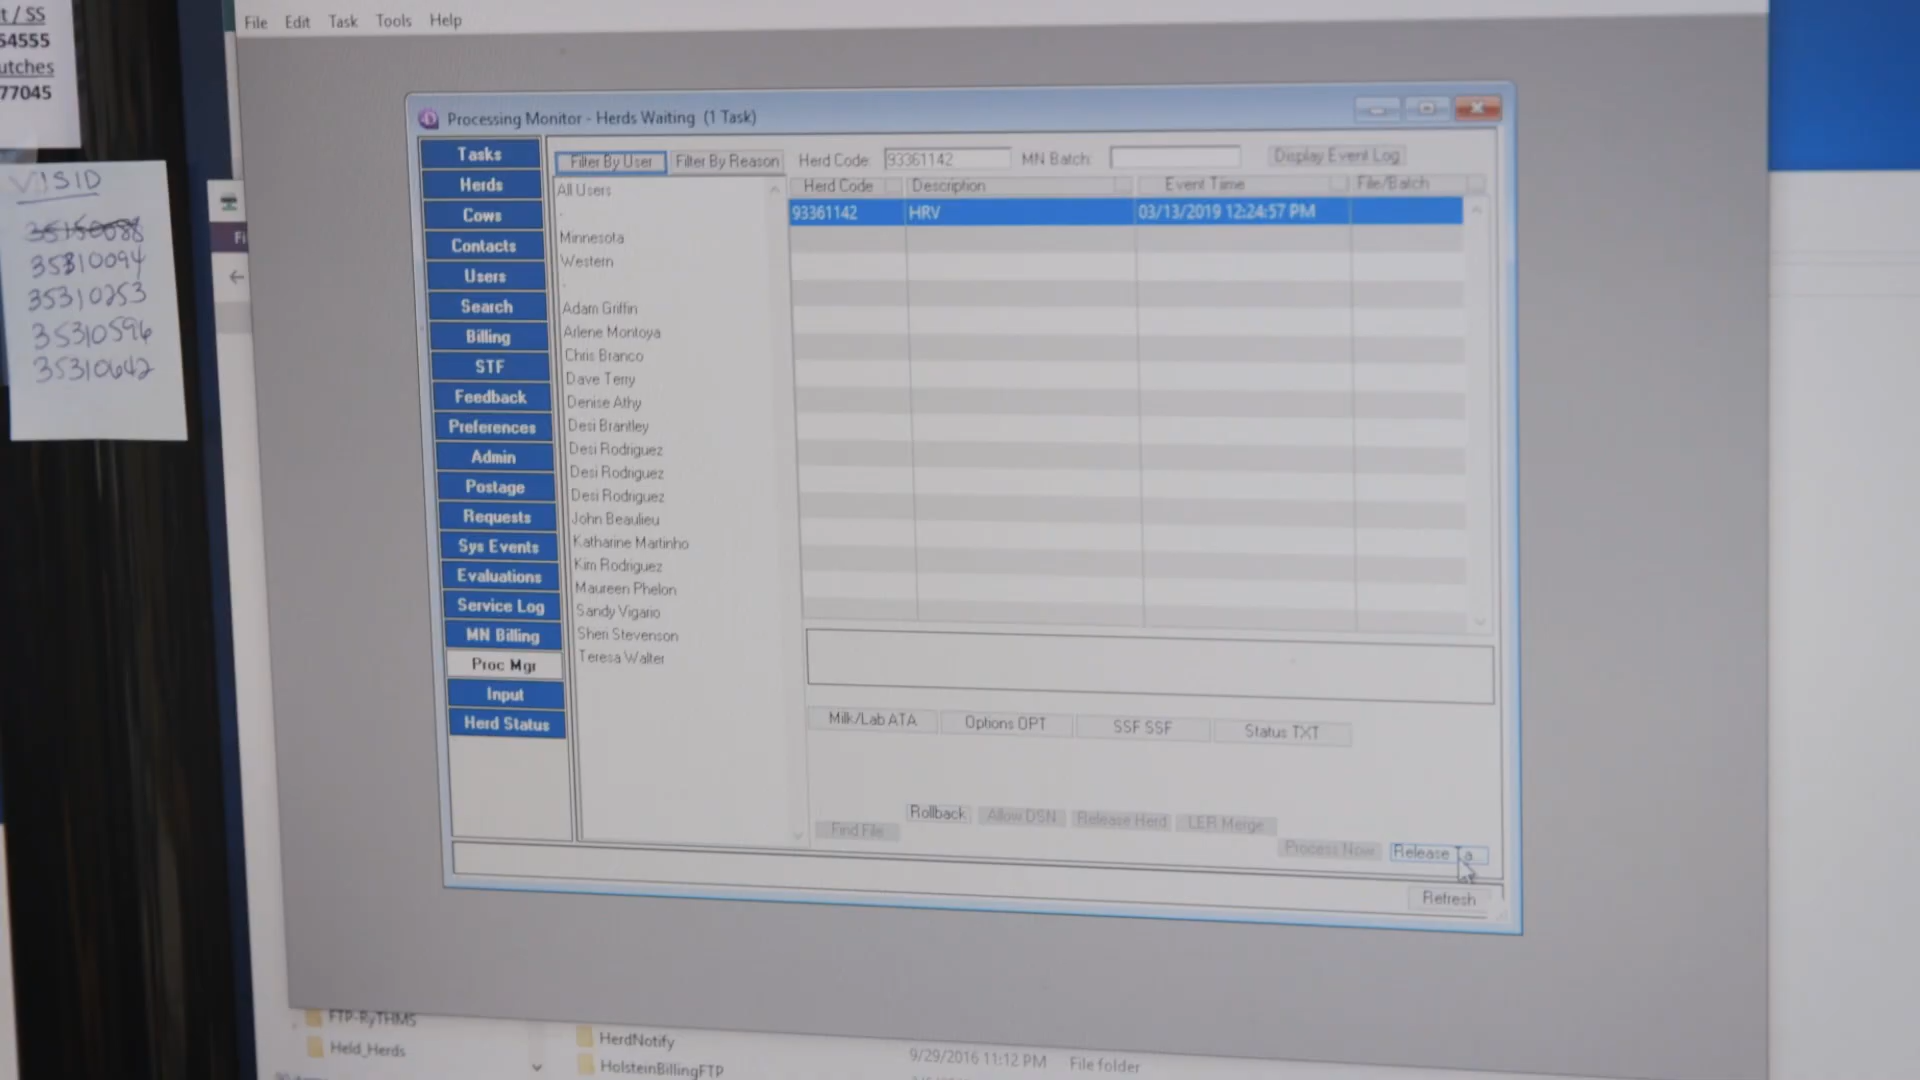 t / SS
54555
utches
77045
VISID
35150088
35310094
35310253
35310596
35310642
File Edit Task Tools Help
Fi
Processing Monitor - Herds Waiting (1 Task)
Tasks
Herds
Cows
Contacts
Users
Search
Billing
STF
Feedback
Preferences
Admin
Postage
Requests
Sys Events
Evaluations
Service Log
MN Billing
Proc Mgr
Input
Herd Status
Filter By User Filter By Reason Herd Code: 93361142 MN Batch: Display Event Log
All Users
Minnesota
Western
Adam Griffin
Arlene Montoya
Chris Branco
Dave Terry
Denise Athy
Desi Brantley
Desi Rodriguez
Desi Rodriguez
Desi Rodriguez
John Beaulieu
Katharine Martinho
Kim Rodriguez
Maureen Phelon
Sandy Vigario
Sheri Stevenson
Teresa Walter
Herd Code Description Event Time File/Batch
93361142 HRV 03/13/2019 12:24:57 PM
Milk/Lab ATA Options OPT SSF SSF Status TXT
Find File Rollback Allow DSN Release Herd LER Merge
Process Now Release Ta
Refresh
FTP-RyTHMS
Held_Herds
HerdNotify
HolsteinBillingFTP
9/29/2016 11:12 PM File folder